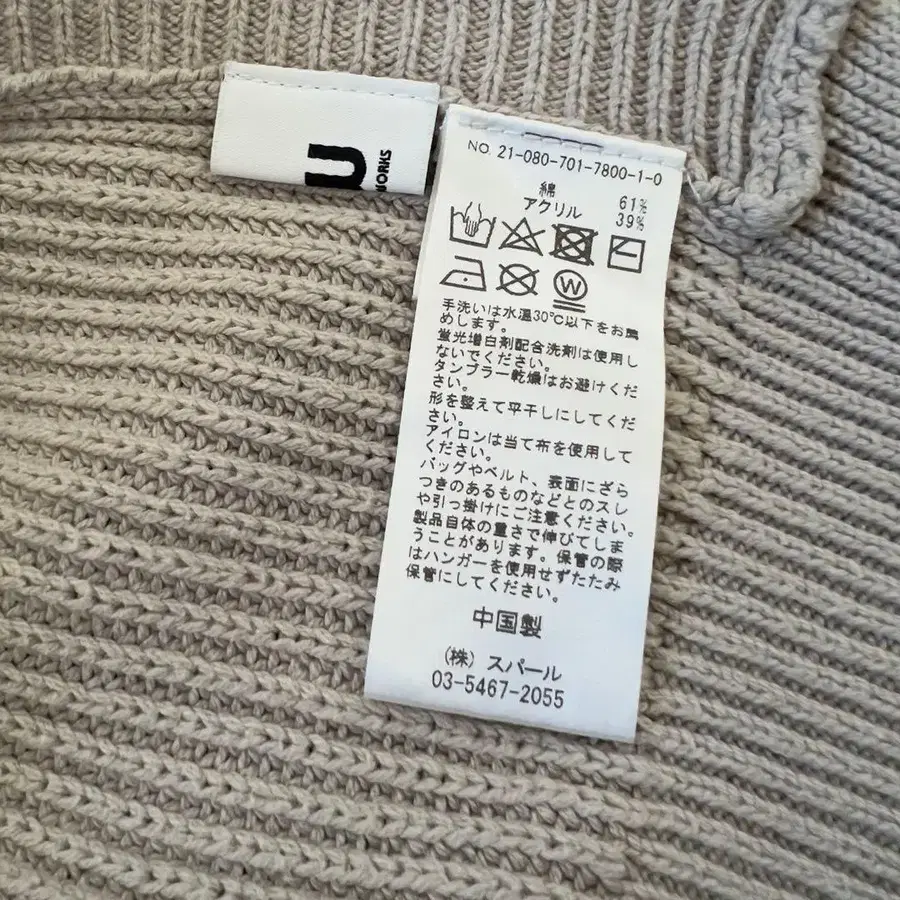 U
WORKS
NO. 21-080-701-7800-1-0
綿 61%
アクリル 39%
W
手洗いは水温30℃以下をお薦
めします。
蛍光増白剤配合洗剤は使用し
ないでください。
タンブラー乾燥はお避けくだ
さい。
形を整えて平干しにしてくだ
さい。
アイロンは当て布を使用して
ください。
バッグやベルト、表面にざら
つきのあるものなどとのスレ
や引っ掛けにご注意ください。
製品自体の重さで伸びてしま
うことがあります。保管の際
はハンガーを使用せずたたみ
保管にしてください。
中国製
(株) スパール
03-5467-2055